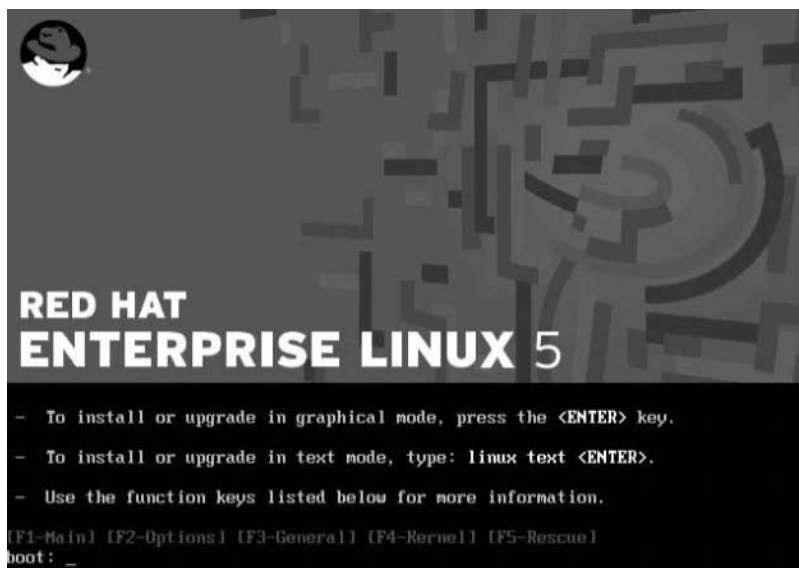 RED HAT
ENTERPRISE LINUX 5
- To install or upgrade in graphical mode, press the <ENTER> key.
- To install or upgrade in text mode, type: linux text <ENTER>.
- Use the function keys listed below for more information.
[F1-Main] [F2-Options] [F3-General] [F4-Kernel] [F5-Rescue]
boot: _